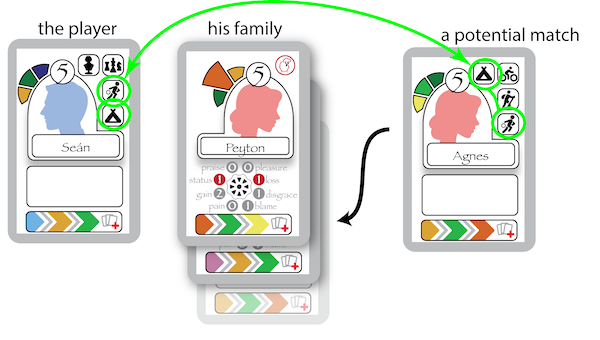 the player
his family
a potential match
5
5
5
Seán
Peyton
Agnes
praise 0 0 pleasure
status 1 1 loss
gain 2 1 disgrace
pain 0 1 blame